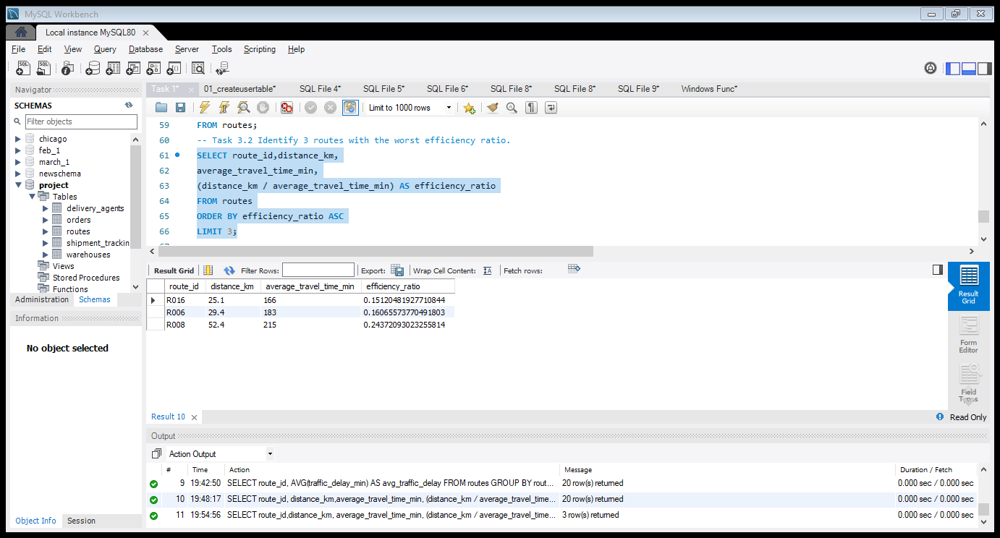 MySQL Workbench
Local instance MySQL80
File Edit View Query Database Server Tools Scripting Help
Navigator
SCHEMAS
Filter objects
chicago
feb_1
march_1
newschema
project
Tables
delivery_agents
orders
routes
shipment_trackin
warehouses
Views
Stored Procedures
Functions
Administration Schemas
Information
No object selected
Object Info Session
Task 1* 01_createusertable* SQL File 4* SQL File 5* SQL File 6* SQL File 8* SQL File 8* SQL File 9* Windows Func*
Limit to 1000 rows
59 FROM routes;
60 -- Task 3.2 Identify 3 routes with the worst efficiency ratio.
61 SELECT route_id,distance_km,
62 average_travel_time_min,
63 (distance_km / average_travel_time_min) AS efficiency_ratio
64 FROM routes
65 ORDER BY efficiency_ratio ASC
66 LIMIT 3;
Result Grid Filter Rows: Export: Wrap Cell Content: Fetch rows:
route_id distance_km average_travel_time_min efficiency_ratio
R016 25.1 166 0.15120481927710844
R006 29.4 183 0.16065573770491803
R008 52.4 215 0.24372093023255814
Result Grid
Form Editor
Field Types
Result 10
Read Only
Output
Action Output
# Time Action Message Duration / Fetch
9 19:42:50 SELECT route_id, AVG(traffic_delay_min) AS avg_traffic_delay FROM routes GROUP BY rout... 20 row(s) returned 0.000 sec / 0.000 sec
10 19:48:17 SELECT route_id, distance_km,average_travel_time_min, (distance_km / average_travel_time... 20 row(s) returned 0.000 sec / 0.000 sec
11 19:54:56 SELECT route_id,distance_km, average_travel_time_min, (distance_km / average_travel_time... 3 row(s) returned 0.000 sec / 0.000 sec